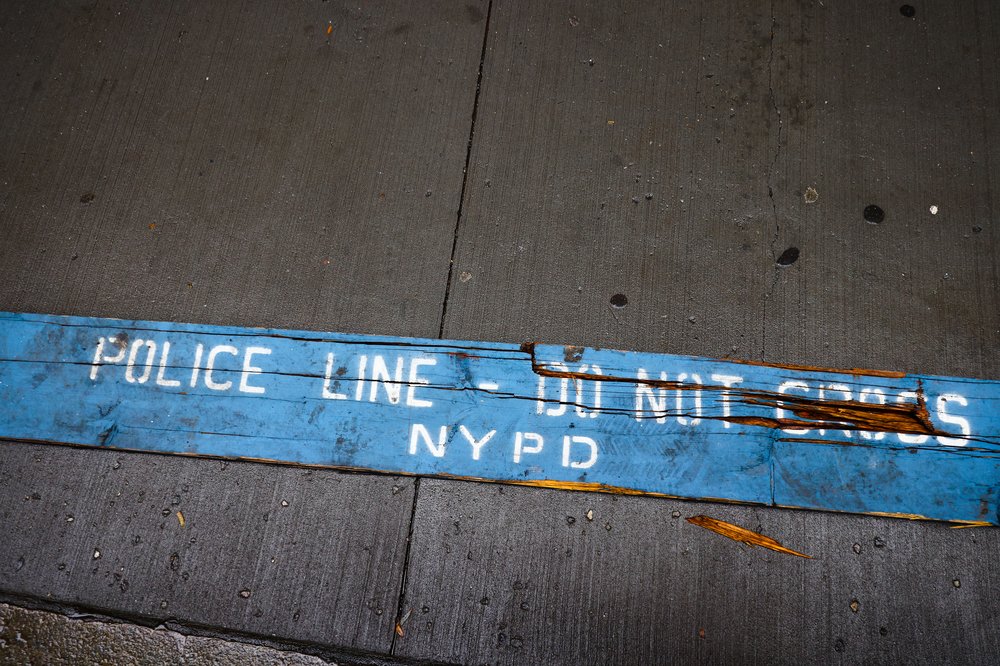 POLICE LINE - DO NOT CROSS
NYPD